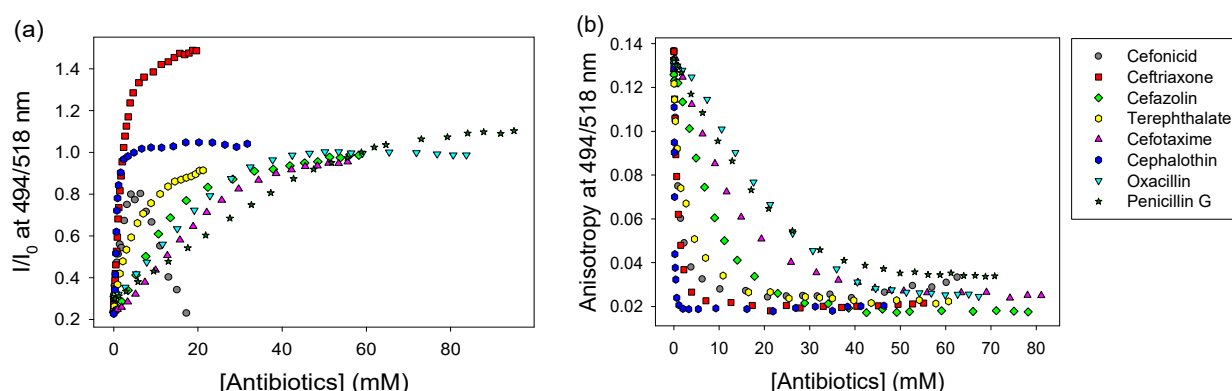 (a)
1.4
1.2
1.0
0.8
0.6
0.4
0.2
I/I0 at 494/518 nm
0 20 40 60 80
[Antibiotics] (mM)
(b)
0.14
0.12
0.10
0.08
0.06
0.04
0.02
Anisotropy at 494/518 nm
0 10 20 30 40 50 60 70 80
[Antibiotics] (mM)
Cefonicid
Ceftriaxone
Cefazolin
Terephthalate
Cefotaxime
Cephalothin
Oxacillin
Penicillin G